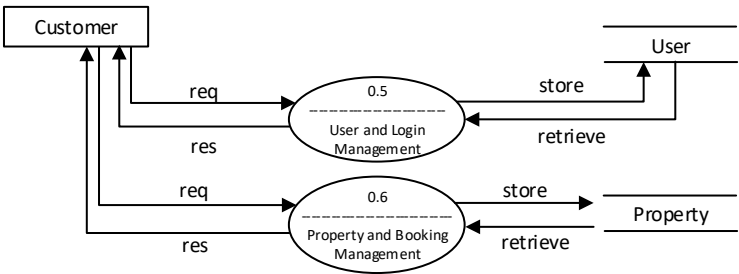 Customer
User
req
0.5
store
User and Login
Management
res
retrieve
req
0.6
store
Property
Property and Booking
Management
res
retrieve